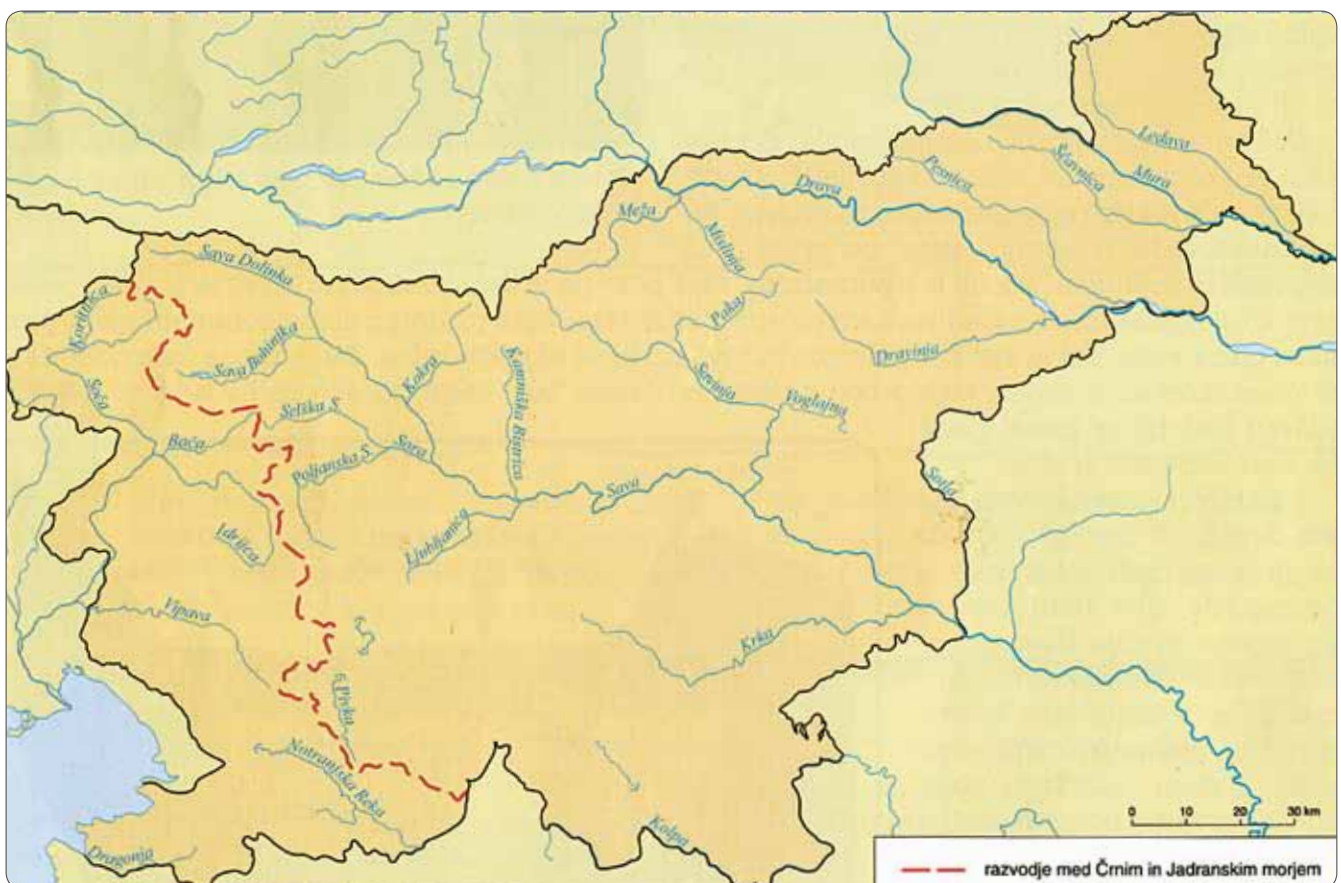 Ledava
Ščavnica
Mura
Pesnica
Drava
Meža
Mislinja
Sava Dolinka
Koritnica
Paka
Sava Bohinjka
Dravinja
Kokra
Kamniška Bistrica
Savinja
Soča
Voglajna
Selška S.
Bača
Sora
Poljanska S.
Sotla
Sava
Idrijca
Ljubljanica
Vipava
Krka
Pivka
Notranjska Reka
Kolpa
Dragonja
0 10 20 30 km
razvodje med Črnim in Jadranskim morjem